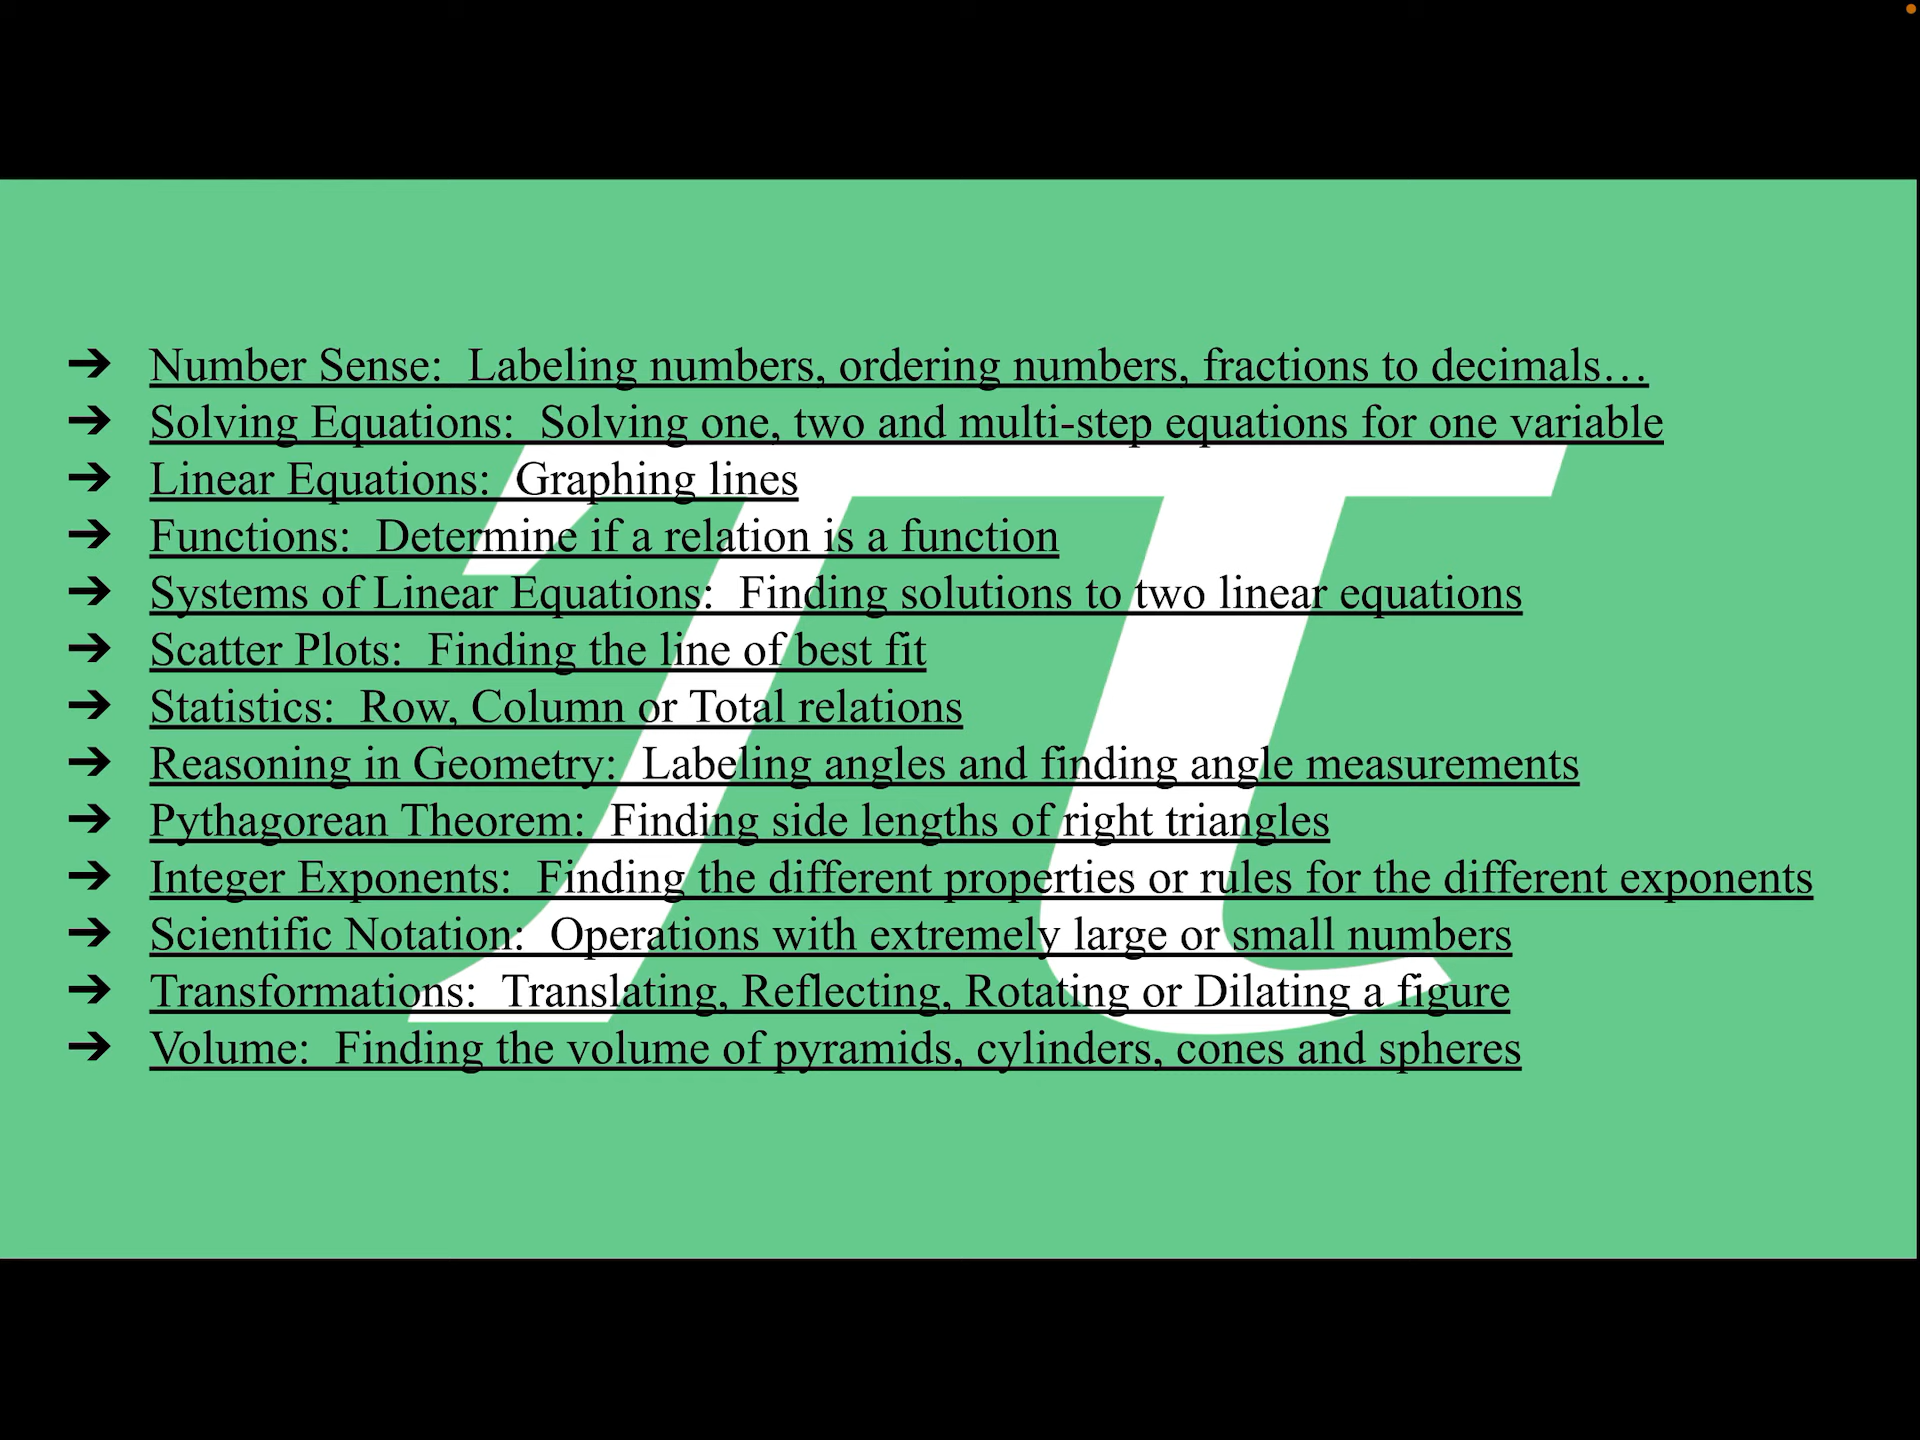 ➔ Number Sense:  Labeling numbers, ordering numbers, fractions to decimals…
➔ Solving Equations:  Solving one, two and multi-step equations for one variable
➔ Linear Equations:  Graphing lines
➔ Functions:  Determine if a relation is a function
➔ Systems of Linear Equations:  Finding solutions to two linear equations
➔ Scatter Plots:  Finding the line of best fit
➔ Statistics:  Row, Column or Total relations
➔ Reasoning in Geometry:  Labeling angles and finding angle measurements
➔ Pythagorean Theorem:  Finding side lengths of right triangles
➔ Integer Exponents:  Finding the different properties or rules for the different exponents
➔ Scientific Notation:  Operations with extremely large or small numbers
➔ Transformations:  Translating, Reflecting, Rotating or Dilating a figure
➔ Volume:  Finding the volume of pyramids, cylinders, cones and spheres